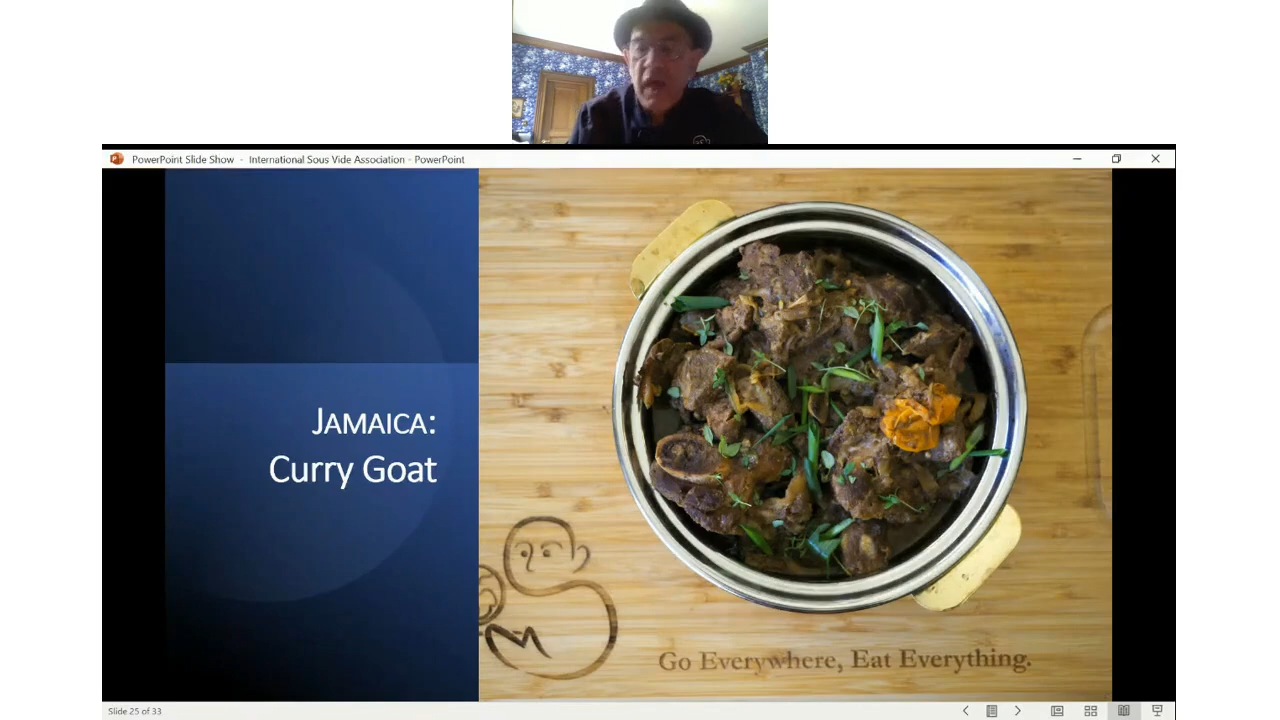 PowerPoint Slide Show - International Sous Vide Association - PowerPoint
JAMAICA:
Curry Goat
Go Everywhere, Eat Everything.
Slide 25 of 33